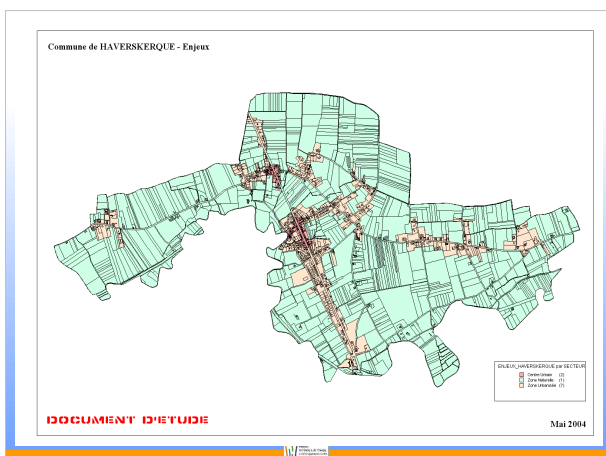 Commune de HAVERSKERQUE - Enjeux
ENJEUX_HAVERSKERQUE par SECTEUR
Centre Urbain (2)
Zone Naturelle (1)
Zone Urbanisée (7)
DOCUMENT D'ETUDE
Mai 2004